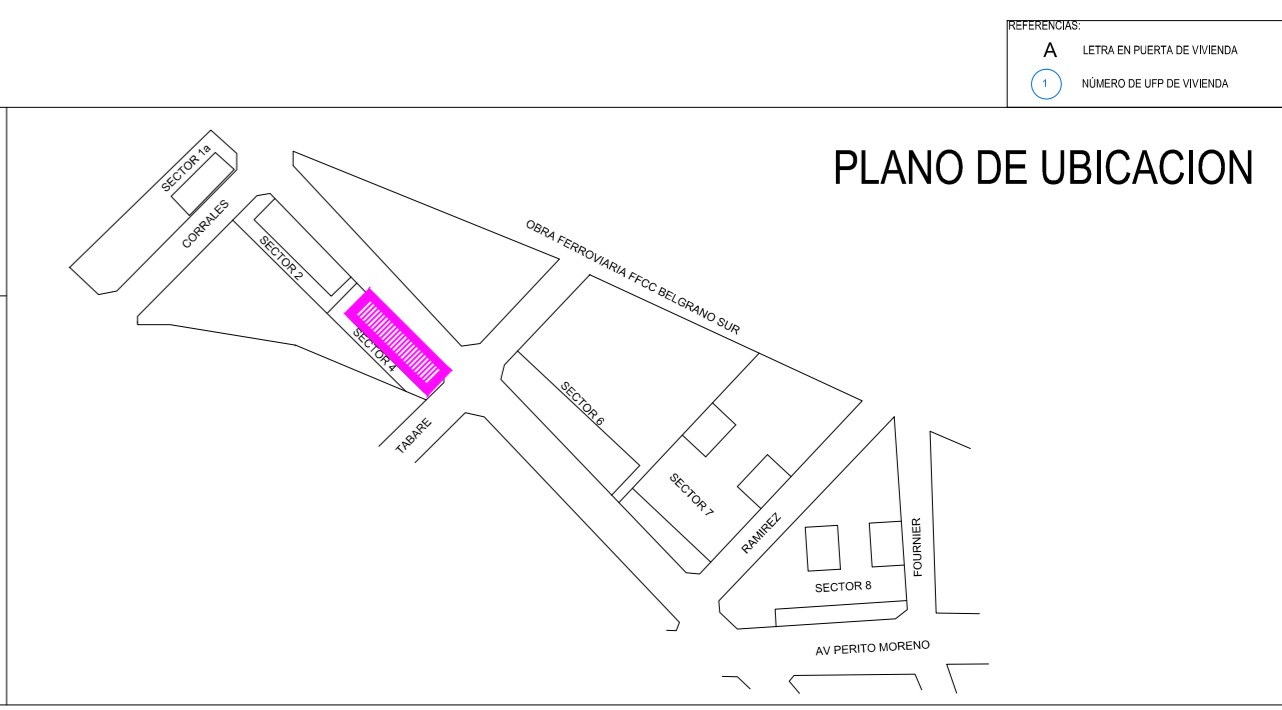 REFERENCIAS:
A LETRA EN PUERTA DE VIVIENDA
1 NÚMERO DE UFP DE VIVIENDA
PLANO DE UBICACION
SECTOR 1a
CORRALES
SECTOR 2
OBRA FERROVIARIA FFCC BELGRANO SUR
SECTOR 4
TABARE
SECTOR 6
SECTOR 7
RAMIREZ
FOURNIER
SECTOR 8
AV PERITO MORENO